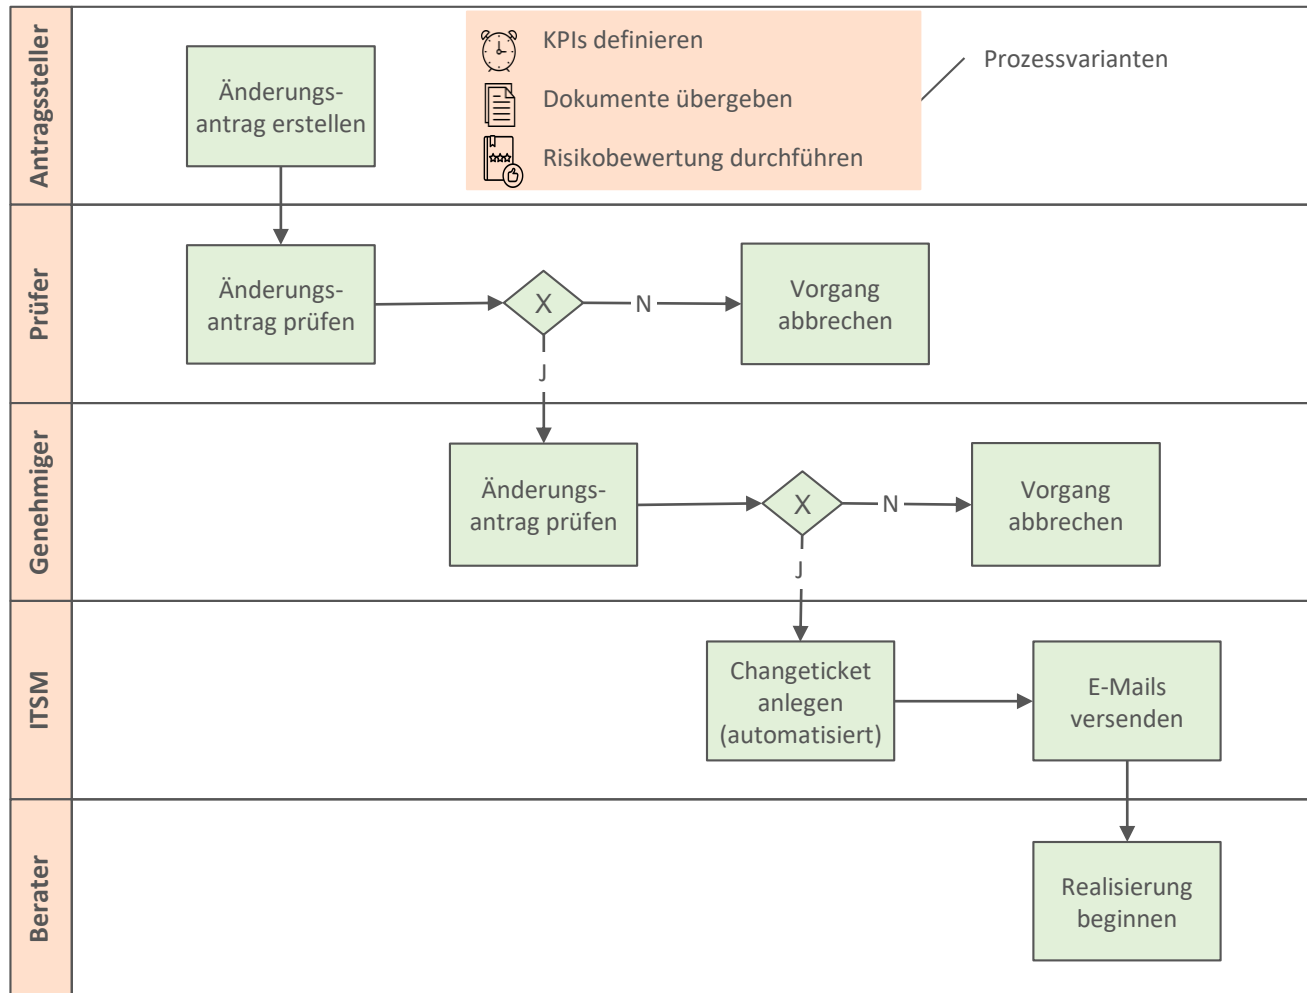 Antragssteller
Änderungs-
antrag erstellen
KPIs definieren
Dokumente übergeben
Risikobewertung durchführen
Prozessvarianten
Prüfer
Änderungs-
antrag prüfen
X
N
Vorgang
abbrechen
J
Genehmiger
Änderungs-
antrag prüfen
X
N
Vorgang
abbrechen
J
ITSM
Changeticket
anlegen
(automatisiert)
E-Mails
versenden
Berater
Realisierung
beginnen